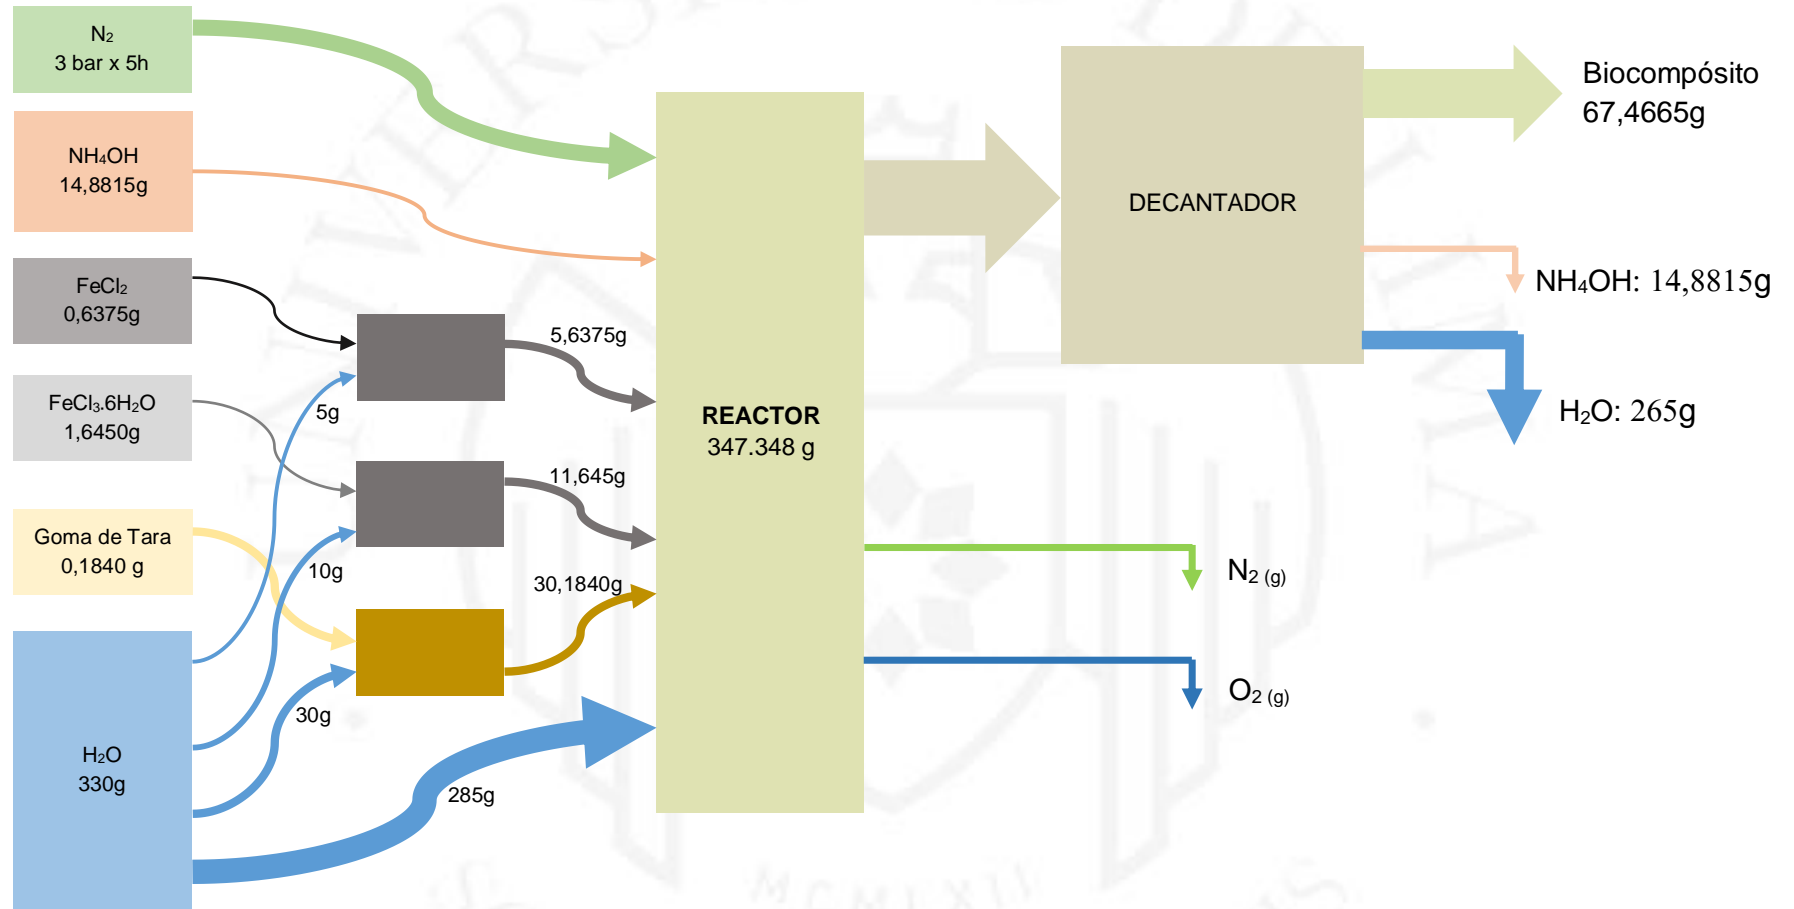 N₂
3 bar x 5h
NH₄OH
14,8815g
FeCl₂
0,6375g
FeCl₃.6H₂O
1,6450g
Goma de Tara
0,1840 g
H₂O
330g
5g
10g
30g
285g
5,6375g
11,645g
30,1840g
REACTOR
347.348 g
DECANTADOR
Biocompósito
67,4665g
NH₄OH: 14,8815g
H₂O: 265g
N₂ (g)
O₂ (g)
MCMLXII